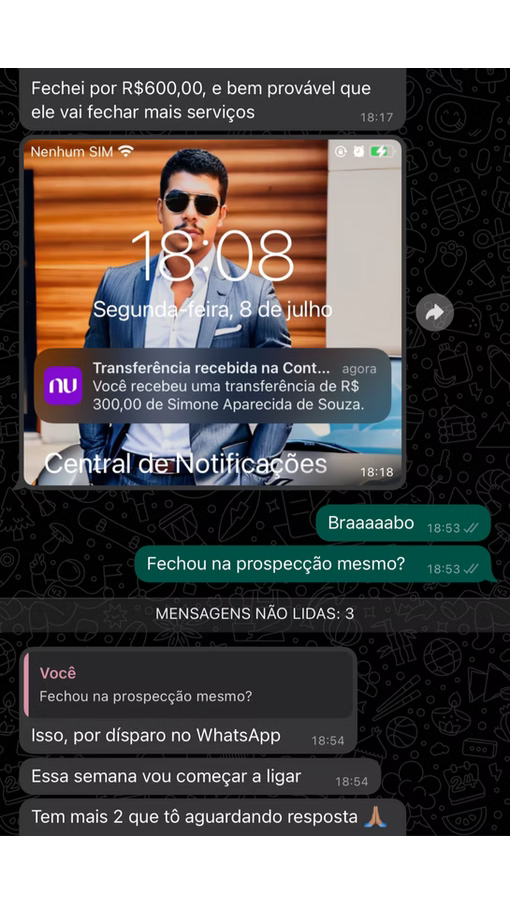 Fechei por R$600,00, e bem provável que
ele vai fechar mais serviços
18:17
Nenhum SIM
18:08
Segunda-feira, 8 de julho
Transferência recebida na Cont... agora
nu
Você recebeu uma transferência de R$
300,00 de Simone Aparecida de Souza.
Central de Notificações
18:18
Braaaaabo 18:53
Fechou na prospecção mesmo? 18:53
MENSAGENS NÃO LIDAS: 3
Você
Fechou na prospecção mesmo?
Isso, por dísparo no WhatsApp 18:54
Essa semana vou começar a ligar 18:54
Tem mais 2 que tô aguardando resposta 🙏🏽